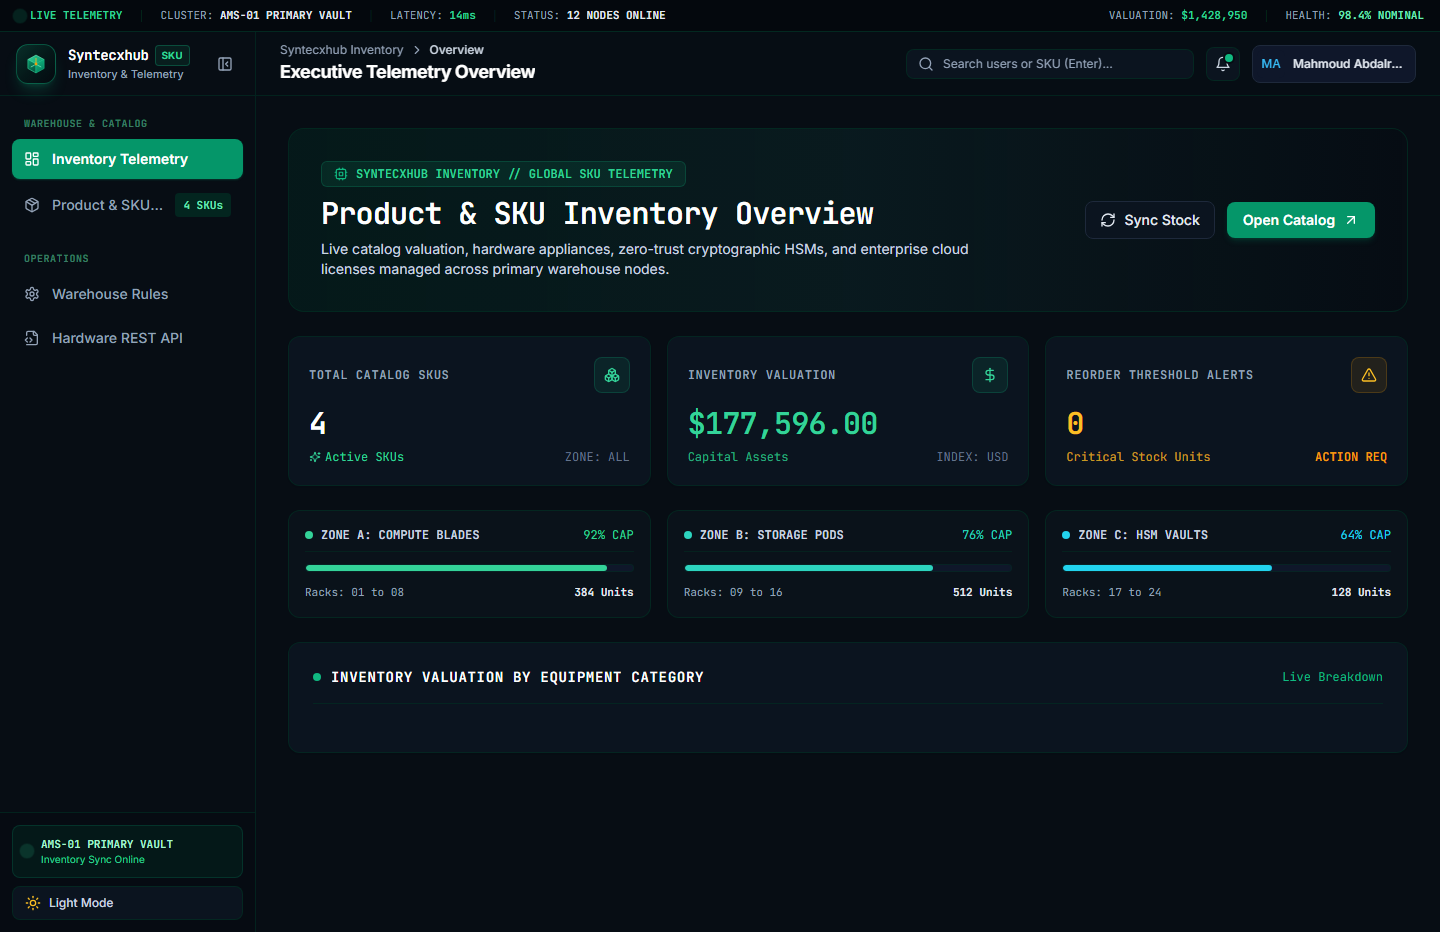 LIVE TELEMETRY CLUSTER: AMS-01 PRIMARY VAULT LATENCY: 14ms STATUS: 12 NODES ONLINE VALUATION: $1,428,950 HEALTH: 98.4% NOMINAL
Syntecxhub SKU
Inventory & Telemetry
Syntecxhub Inventory > Overview
Executive Telemetry Overview
Search users or SKU (Enter)...
MA Mahmoud Abdalr...
WAREHOUSE & CATALOG
Inventory Telemetry
Product & SKU... 4 SKUs
OPERATIONS
Warehouse Rules
Hardware REST API
SYNTECXHUB INVENTORY // GLOBAL SKU TELEMETRY
Product & SKU Inventory Overview
Live catalog valuation, hardware appliances, zero-trust cryptographic HSMs, and enterprise cloud
licenses managed across primary warehouse nodes.
Sync Stock
Open Catalog
TOTAL CATALOG SKUS
4
Active SKUs ZONE: ALL
INVENTORY VALUATION
$177,596.00
Capital Assets INDEX: USD
REORDER THRESHOLD ALERTS
0
Critical Stock Units ACTION REQ
ZONE A: COMPUTE BLADES 92% CAP
Racks: 01 to 08 384 Units
ZONE B: STORAGE PODS 76% CAP
Racks: 09 to 16 512 Units
ZONE C: HSM VAULTS 64% CAP
Racks: 17 to 24 128 Units
INVENTORY VALUATION BY EQUIPMENT CATEGORY Live Breakdown
AMS-01 PRIMARY VAULT
Inventory Sync Online
Light Mode